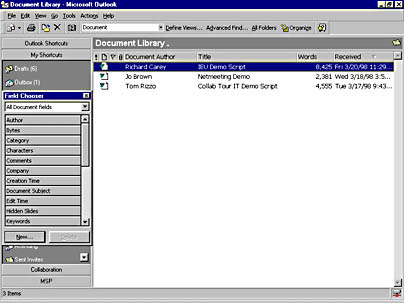 Document Library - Microsoft Outlook
File Edit View Go Tools Actions Help
Document Define Views... Advanced Find... All Folders Organize
Outlook Shortcuts
Document Library .
My Shortcuts
! Document Author Title Words Received
Drafts (6)
Richard Carey IEU Demo Script 8,425 Fri 3/20/98 11:29...
Outbox (1)
Jo Brown Netmeeting Demo 2,381 Wed 3/18/98 3:5...
Tom Rizzo Collab Tour IT Demo Script 4,555 Tue 3/17/98 9:43...
Field Chooser
All Document fields
Author
Bytes
Category
Characters
Comments
Company
Creation Time
Document Subject
Edit Time
Hidden Slides
Keywords
New... Delete
Sent Invites
Collaboration
MSP
3 Items